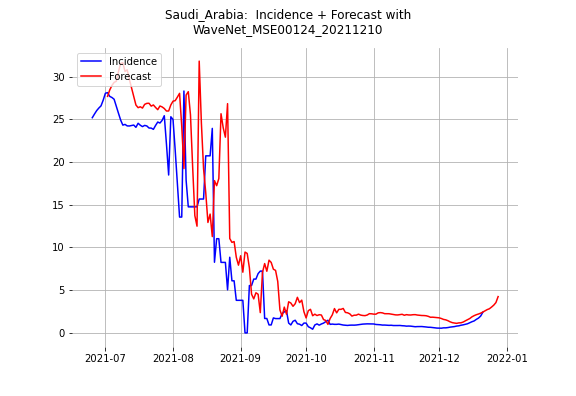 Saudi_Arabia:  Incidence + Forecast with
WaveNet_MSE00124_20211210
Incidence
Forecast
30
25
20
15
10
5
0
2021-07 2021-08 2021-09 2021-10 2021-11 2021-12 2022-01